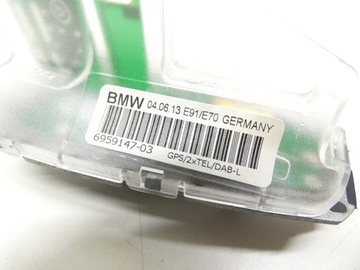 BMW 04.06.13 E91/E70 GERMANY
6959147-03
GPS/2xTEL/DAB-L